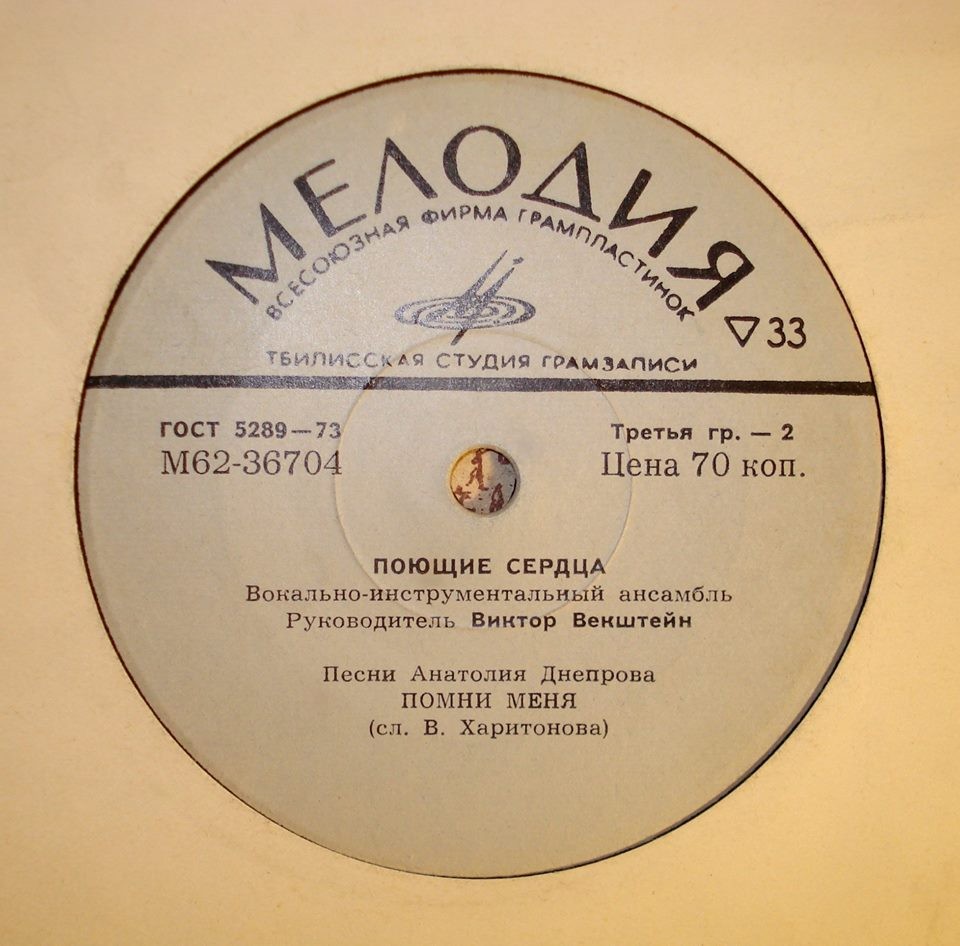 МЕЛОДИЯ
ВСЕСОЮЗНАЯ ФИРМА ГРАМПЛАСТИНОК
▽33
ТБИЛИССКАЯ СТУДИЯ ГРАМЗАПИСИ
ГОСТ 5289—73
Третья гр. — 2
М62-36704
Цена 70 коп.
ПОЮЩИЕ СЕРДЦА
Вокально-инструментальный ансамбль
Руководитель Виктор Векштейн
Песни Анатолия Днепрова
ПОМНИ МЕНЯ
(сл. В. Харитонова)